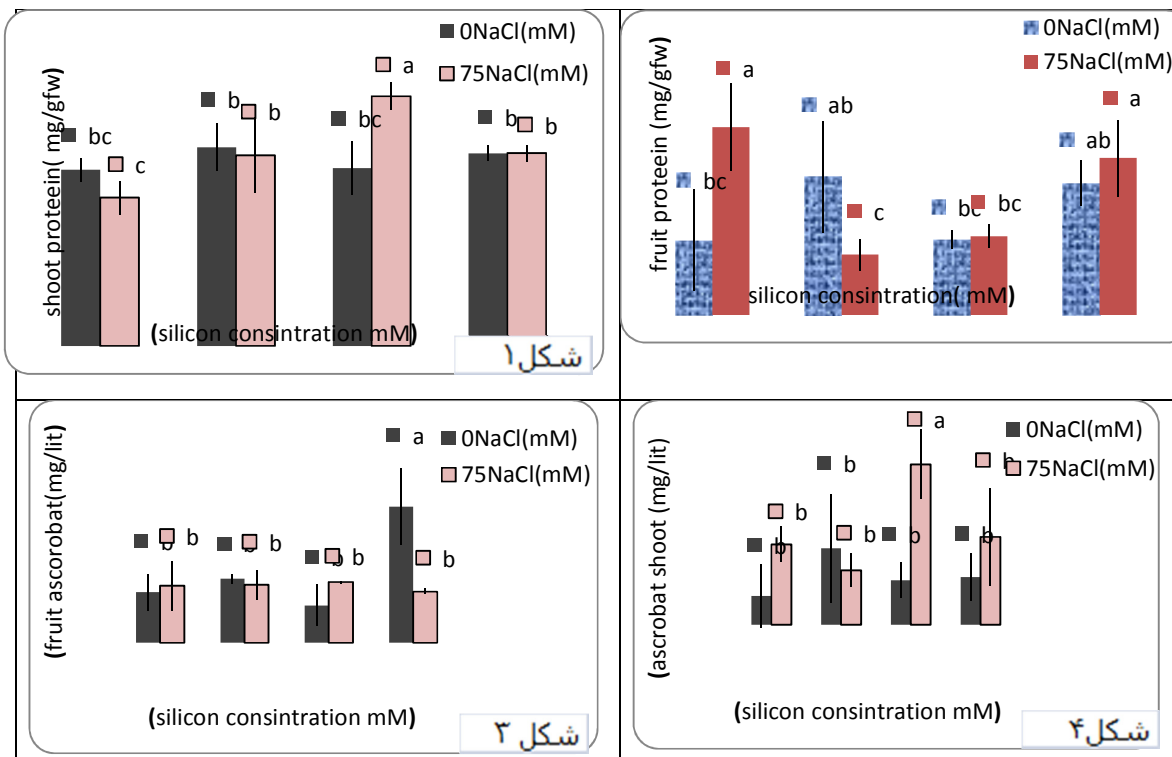 0NaCl(mM)
75NaCl(mM)
shoot proteein( mg/gfw)
bc
c
b
b
bc
a
b
b
(silicon consintration mM)
شکل۱
0NaCl(mM)
75NaCl(mM)
fruit proteein (mg/mgfw)
bc
a
ab
c
bc
bc
ab
a
silicon consintration( mM)
0NaCl(mM)
75NaCl(mM)
(fruit ascorobat(mg/lit)
b
b
b
b
b
b
a
b
(silicon consintration mM)
شکل ۳
0NaCl(mM)
75NaCl(mM)
(ascrobat shoot (mg/lit)
b
b
b
b
b
a
b
b
(silicon consintration mM)
شکل۴